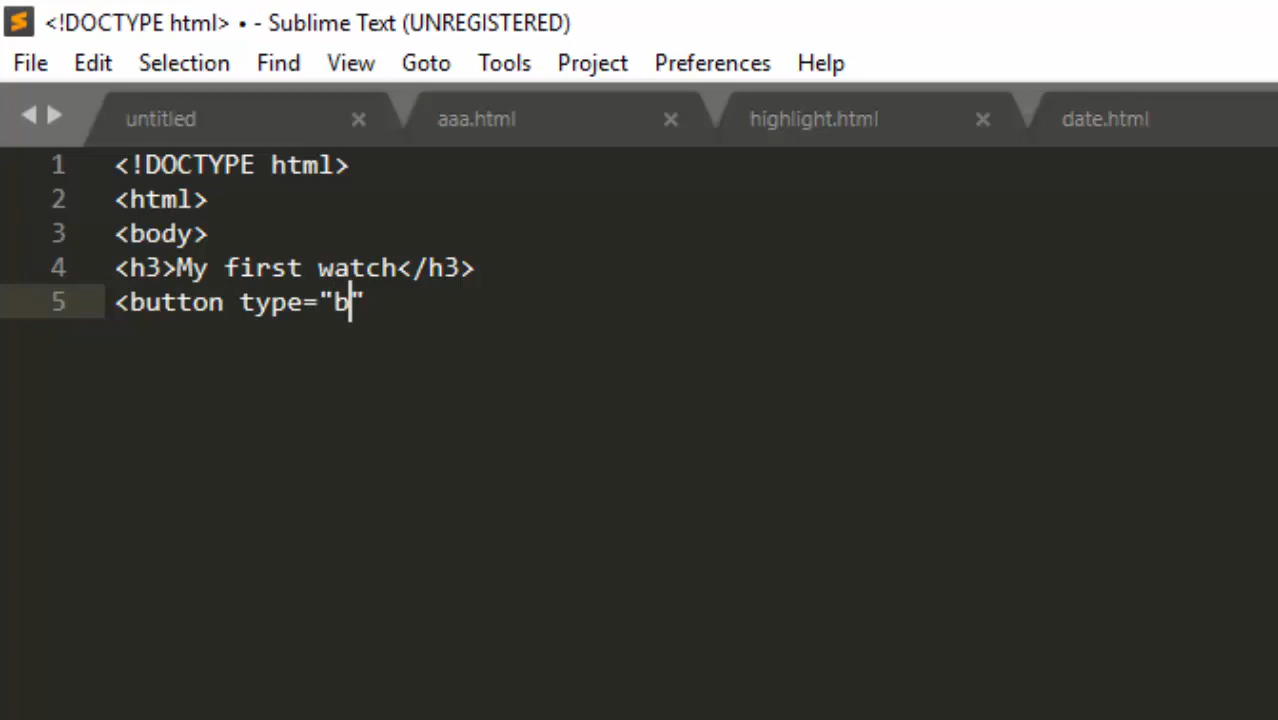 <!DOCTYPE html> • - Sublime Text (UNREGISTERED)
File Edit Selection Find View Goto Tools Project Preferences Help
untitled × aaa.html × highlight.html × date.html
1 <!DOCTYPE html>
2 <html>
3 <body>
4 <h3>My first watch</h3>
5 <button type="b"